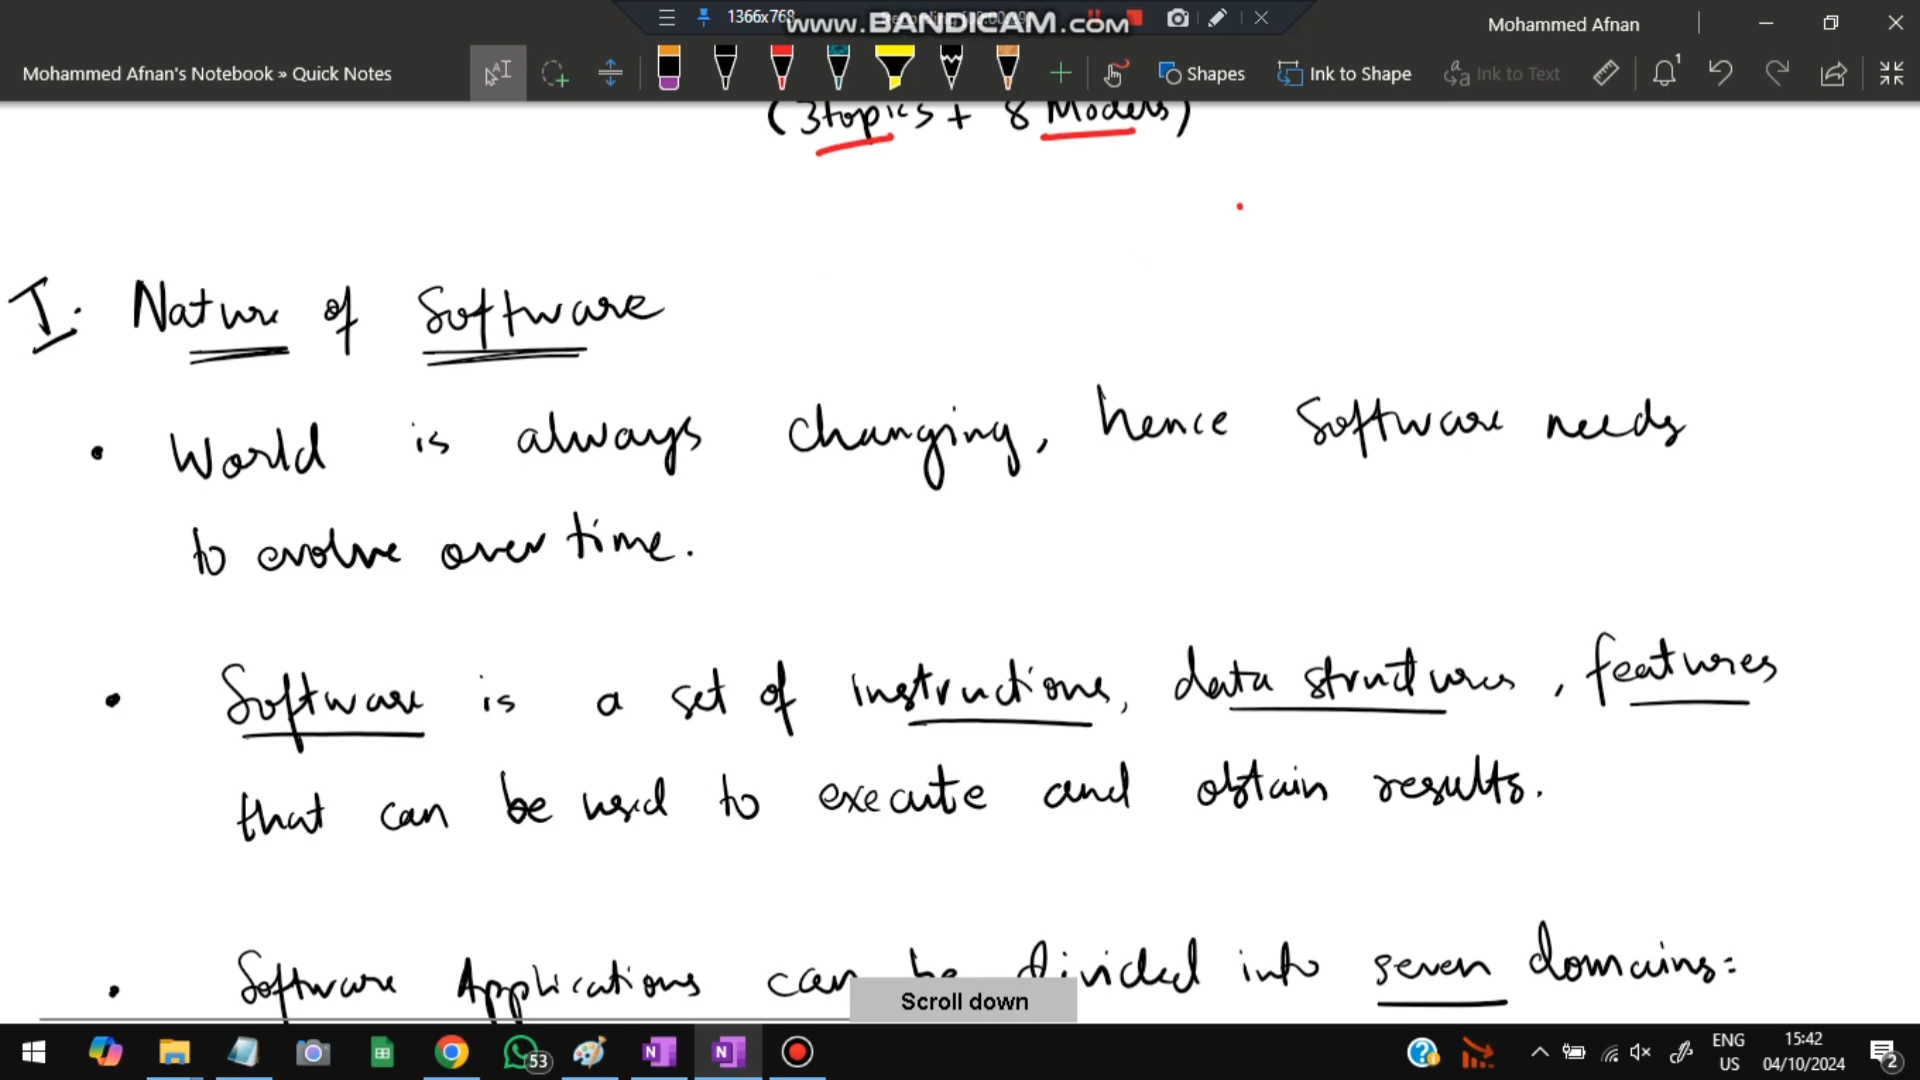 1366x768
www.BANDICAM.com
Mohammed Afnan
Mohammed Afnan's Notebook » Quick Notes
Shapes
Ink to Shape
Ink to Text
1
(3topics + 8 Models)
I. Nature of Software
• World is always changing, hence Software needs
to evolve over time.
• Software is a set of instructions, data structures, features
that can be used to execute and obtain results.
• Software Applications can be divided into seven domains:
Scroll down
53
ENG
US
15:42
04/10/2024
2